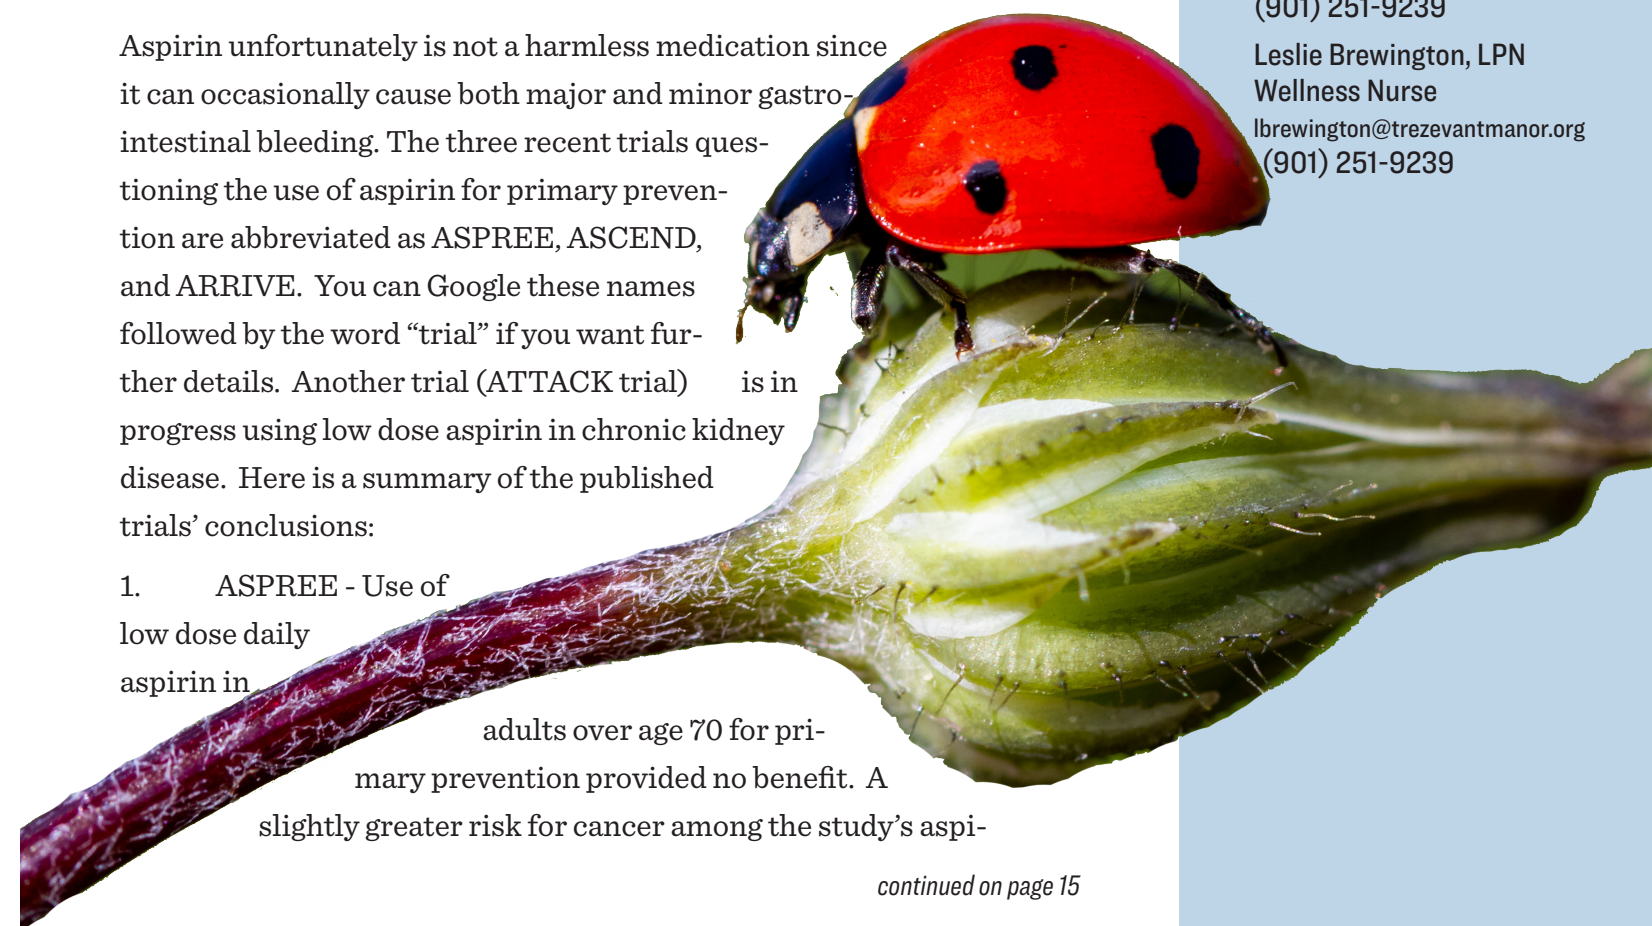 Aspirin unfortunately is not a harmless medication since
it can occasionally cause both major and minor gastro-
intestinal bleeding. The three recent trials ques-
tioning the use of aspirin for primary preven-
tion are abbreviated as ASPREE, ASCEND,
and ARRIVE.  You can Google these names
followed by the word “trial” if you want fur-
ther details.  Another trial (ATTACK trial) is in
progress using low dose aspirin in chronic kidney
disease.  Here is a summary of the published
trials’ conclusions:
1. ASPREE - Use of
low dose daily
aspirin in
adults over age 70 for pri-
mary prevention provided no benefit.  A
slightly greater risk for cancer among the study’s aspi-
continued on page 15
(901) 251-9239
Leslie Brewington, LPN
Wellness Nurse
lbrewington@trezevantmanor.org
(901) 251-9239